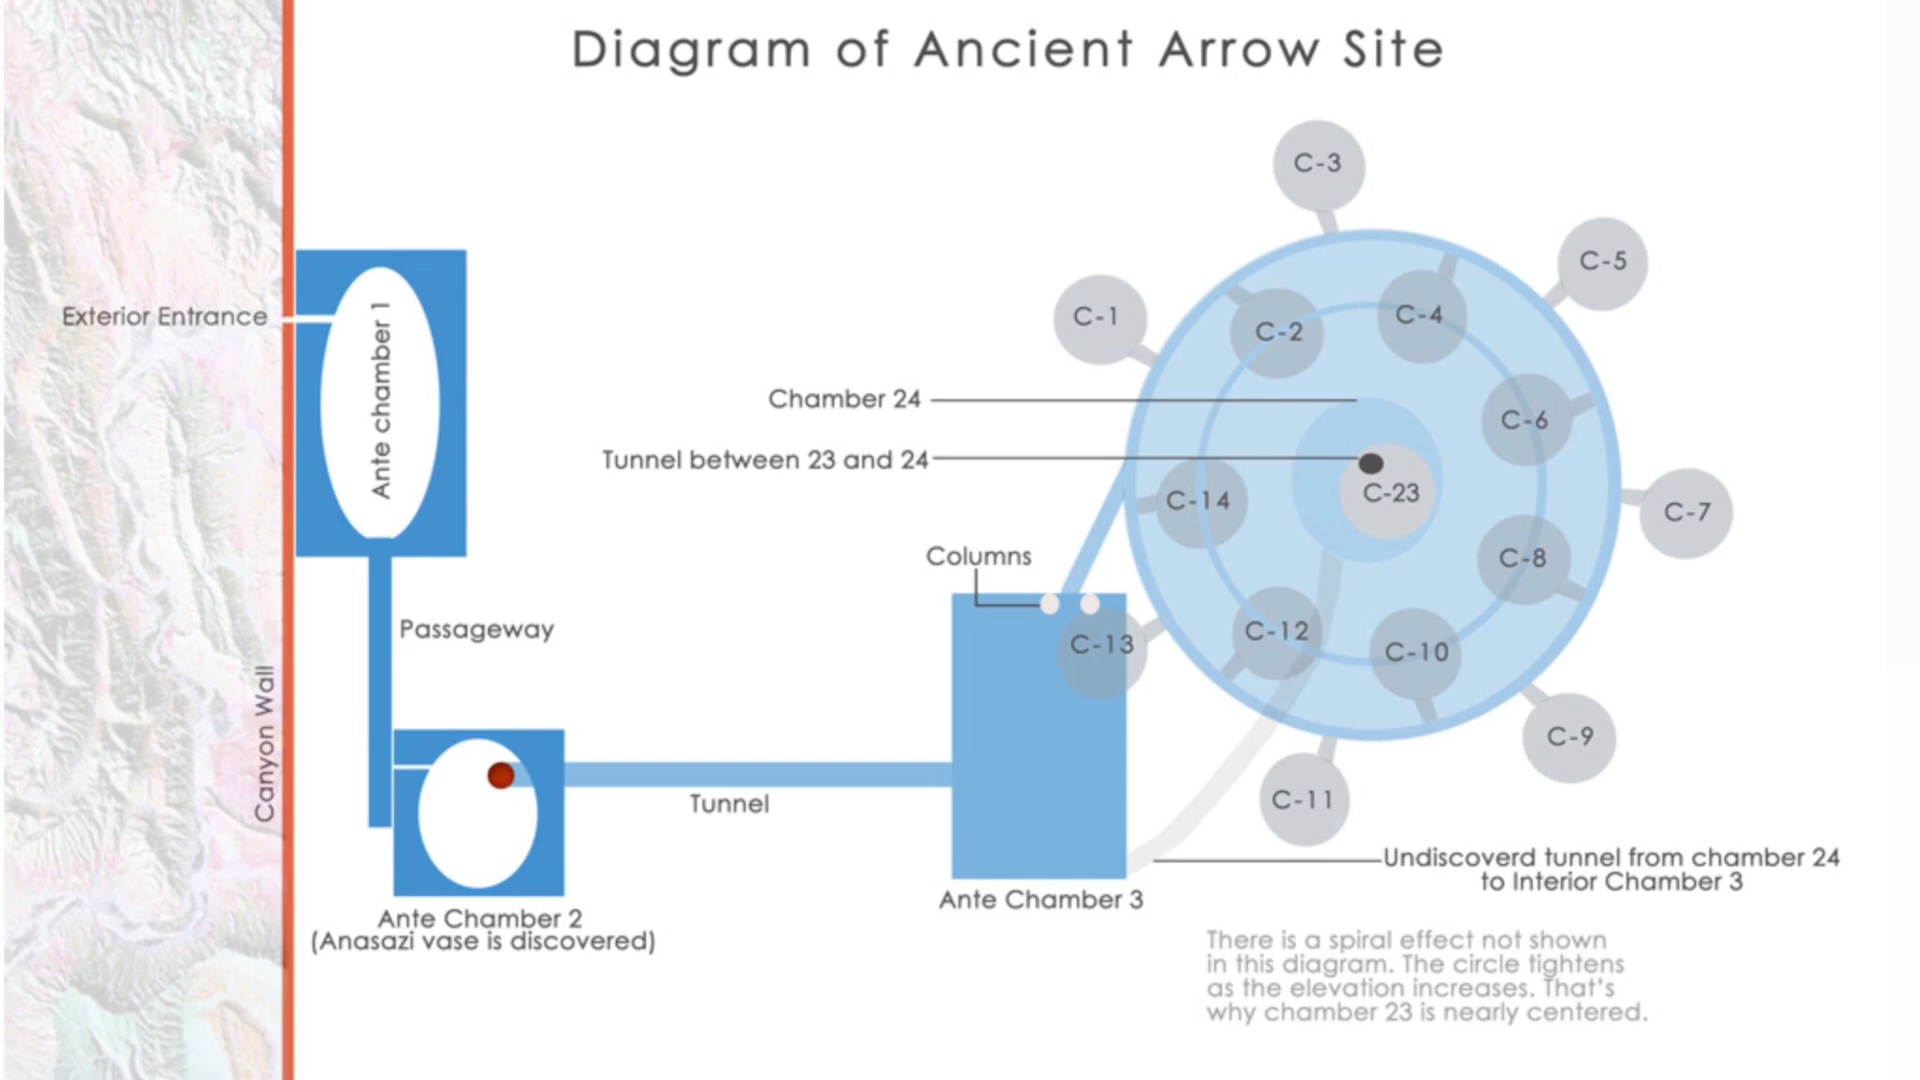 Diagram of Ancient Arrow Site
C-3
C-5
Exterior Entrance
Ante chamber 1
C-1
C-2
C-4
Chamber 24
C-6
Tunnel between 23 and 24
C-23
C-14
C-7
Columns
C-8
Passageway
C-13
C-12
C-10
Canyon Wall
C-9
Tunnel
C-11
Undiscoverd tunnel from chamber 24
to Interior Chamber 3
Ante Chamber 3
Ante Chamber 2
(Anasazi vase is discovered)
There is a spiral effect not shown
in this diagram. The circle tightens
as the elevation increases. That's
why chamber 23 is nearly centered.